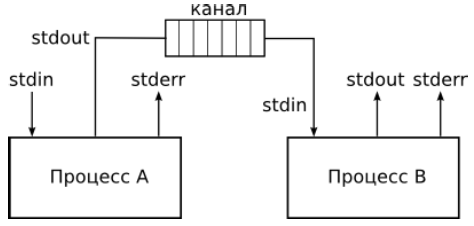 канал
stdout
stdin
stderr
stdin
stdout
stderr
Процесс A
Процесс B